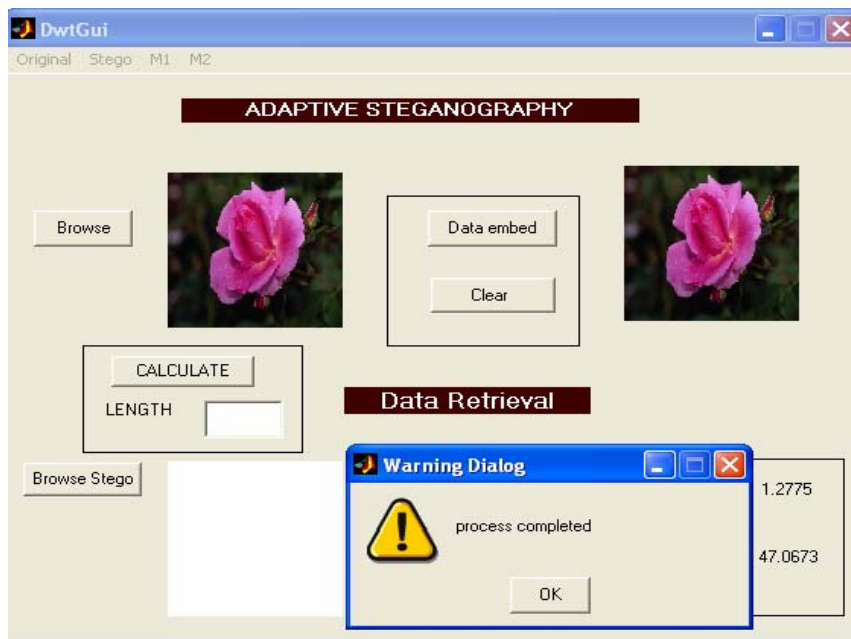 DwtGui
Original Stego M1 M2
ADAPTIVE STEGANOGRAPHY
Browse
Data embed
Clear
CALCULATE
LENGTH
Data Retrieval
Browse Stego
Warning Dialog
process completed
OK
1.2775
47.0673